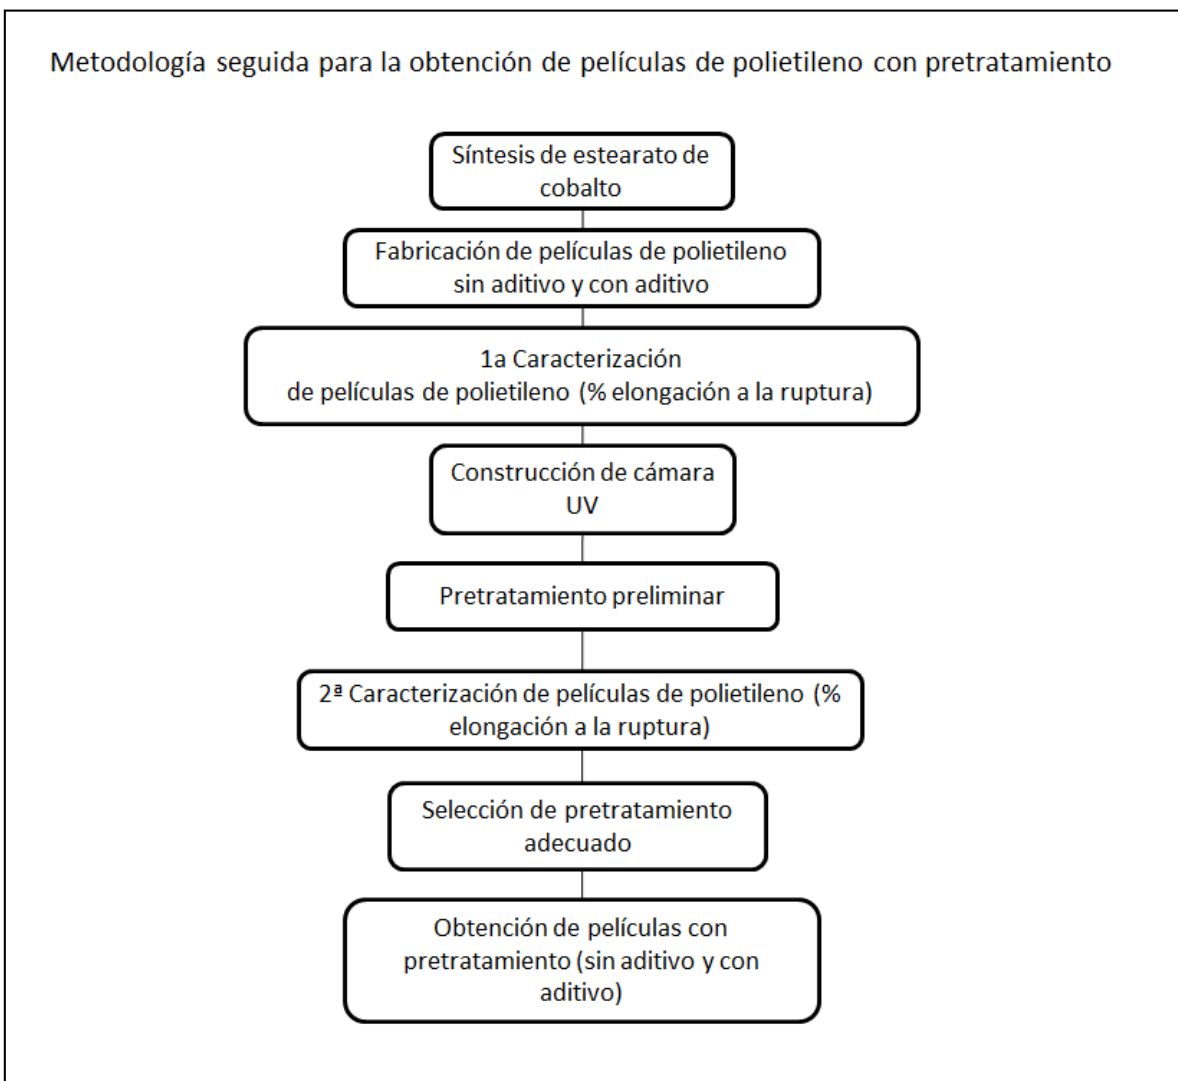 Metodología seguida para la obtención de películas de polietileno con pretratamiento
Síntesis de estearato de
cobalto
Fabricación de películas de polietileno
sin aditivo y con aditivo
1a Caracterización
de películas de polietileno (% elongación a la ruptura)
Construcción de cámara
UV
Pretratamiento preliminar
2ª Caracterización de películas de polietileno (%
elongación a la ruptura)
Selección de pretratamiento
adecuado
Obtención de películas con
pretratamiento (sin aditivo y con
aditivo)